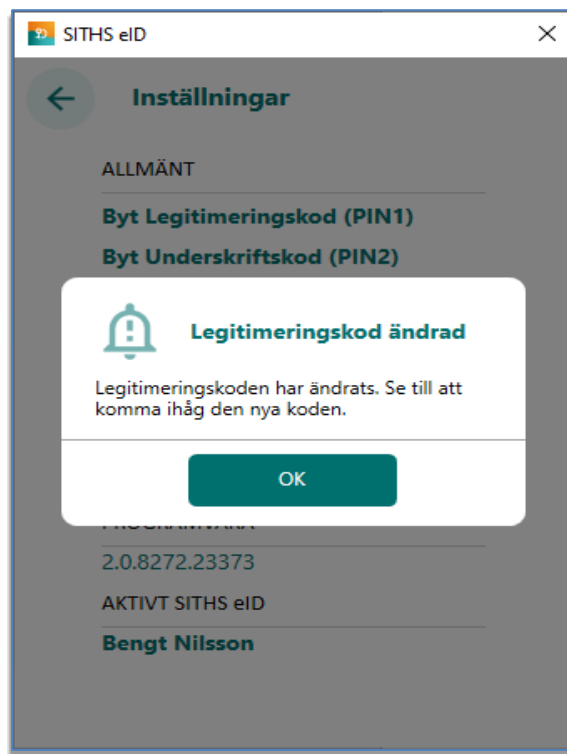 SITHS eID
Inställningar
ALLMÄNT
Byt Legitimeringskod (PIN1)
Byt Underskriftskod (PIN2)
Legitimeringskod ändrad
Legitimeringskoden har ändrats. Se till att
komma ihåg den nya koden.
OK
PROGRAMVARA
2.0.8272.23373
AKTIVT SITHS eID
Bengt Nilsson